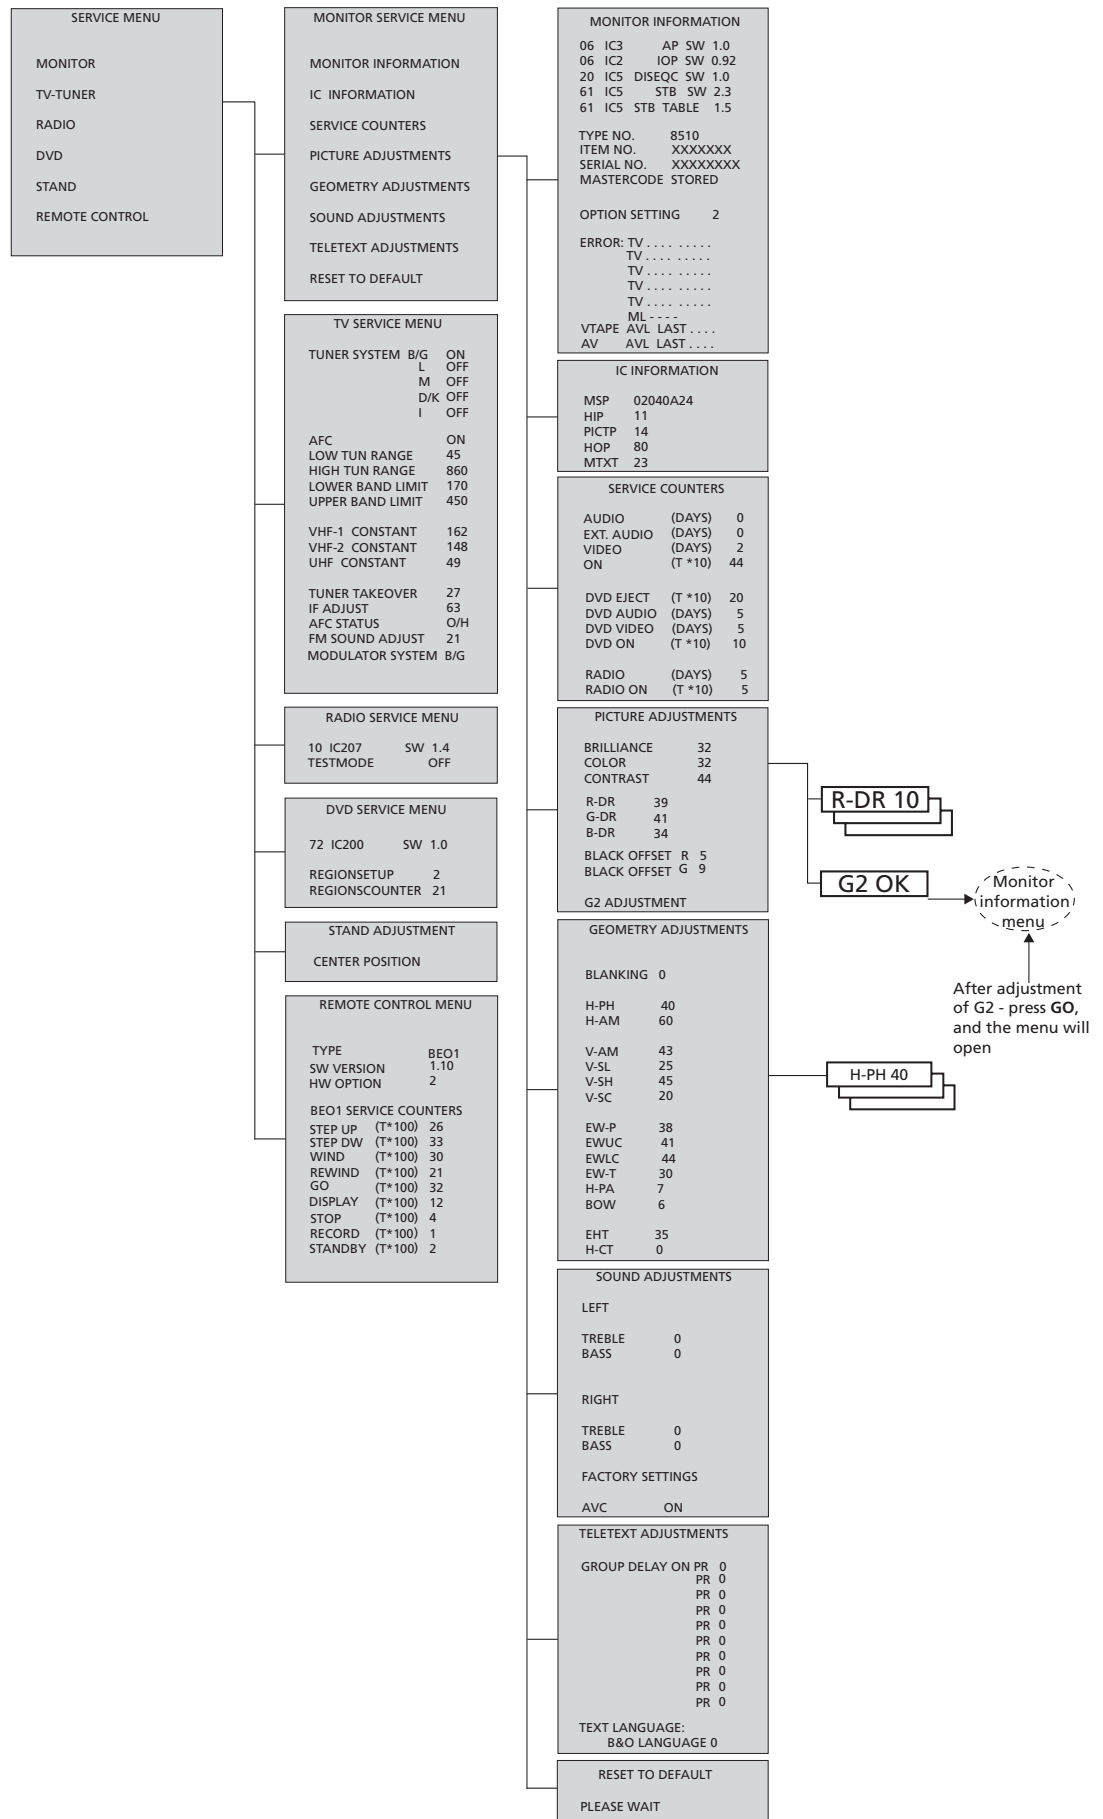 SERVICE MENU
MONITOR
TV-TUNER
RADIO
DVD
STAND
REMOTE CONTROL
MONITOR SERVICE MENU
MONITOR INFORMATION
IC INFORMATION
SERVICE COUNTERS
PICTURE ADJUSTMENTS
GEOMETRY ADJUSTMENTS
SOUND ADJUSTMENTS
TELETEXT ADJUSTMENTS
RESET TO DEFAULT
TV SERVICE MENU
TUNER SYSTEM B/G ON
L OFF
M OFF
D/K OFF
I OFF
AFC ON
LOW TUN RANGE 45
HIGH TUN RANGE 860
LOWER BAND LIMIT 170
UPPER BAND LIMIT 450
VHF-1 CONSTANT 162
VHF-2 CONSTANT 148
UHF CONSTANT 49
TUNER TAKEOVER 27
IF ADJUST 63
AFC STATUS O/H
FM SOUND ADJUST 21
MODULATOR SYSTEM B/G
RADIO SERVICE MENU
10 IC207 SW 1.4
TESTMODE OFF
DVD SERVICE MENU
72 IC200 SW 1.0
REGIONSETUP 2
REGIONSCOUNTER 21
STAND ADJUSTMENT
CENTER POSITION
REMOTE CONTROL MENU
TYPE BEO1
SW VERSION 1.10
HW OPTION 2
BEO1 SERVICE COUNTERS
STEP UP (T*100) 26
STEP DW (T*100) 33
WIND (T*100) 30
REWIND (T*100) 21
GO (T*100) 32
DISPLAY (T*100) 12
STOP (T*100) 4
RECORD (T*100) 1
STANDBY (T*100) 2
MONITOR INFORMATION
06 IC3 AP SW 1.0
06 IC2 IOP SW 0.92
20 IC5 DISEQC SW 1.0
61 IC5 STB SW 2.3
61 IC5 STB TABLE 1.5
TYPE NO. 8510
ITEM NO. XXXXXXX
SERIAL NO. XXXXXXXX
MASTERCODE STORED
OPTION SETTING 2
ERROR: TV . . . . . . . . .
TV . . . . . . . . .
TV . . . . . . . . .
TV . . . . . . . . .
TV . . . . . . . . .
ML - - - -
VTAPE AVL LAST . . . .
AV AVL LAST . . . .
IC INFORMATION
MSP 02040A24
HIP 11
PICTP 14
HOP 80
MTXT 23
SERVICE COUNTERS
AUDIO (DAYS) 0
EXT. AUDIO (DAYS) 0
VIDEO (DAYS) 2
ON (T *10) 44
DVD EJECT (T *10) 20
DVD AUDIO (DAYS) 5
DVD VIDEO (DAYS) 5
DVD ON (T *10) 10
RADIO (DAYS) 5
RADIO ON (T *10) 5
PICTURE ADJUSTMENTS
BRILLIANCE 32
COLOR 32
CONTRAST 44
R-DR 39
G-DR 41
B-DR 34
BLACK OFFSET R 5
BLACK OFFSET G 9
G2 ADJUSTMENT
R-DR 10
G2 OK
Monitor
information
menu
After adjustment
of G2 - press GO,
and the menu will
open
GEOMETRY ADJUSTMENTS
BLANKING 0
H-PH 40
H-AM 60
V-AM 43
V-SL 25
V-SH 45
V-SC 20
EW-P 38
EWUC 41
EWLC 44
EW-T 30
H-PA 7
BOW 6
EHT 35
H-CT 0
H-PH 40
SOUND ADJUSTMENTS
LEFT
TREBLE 0
BASS 0
RIGHT
TREBLE 0
BASS 0
FACTORY SETTINGS
AVC ON
TELETEXT ADJUSTMENTS
GROUP DELAY ON PR 0
PR 0
PR 0
PR 0
PR 0
PR 0
PR 0
PR 0
PR 0
PR 0
TEXT LANGUAGE:
B&O LANGUAGE 0
RESET TO DEFAULT
PLEASE WAIT